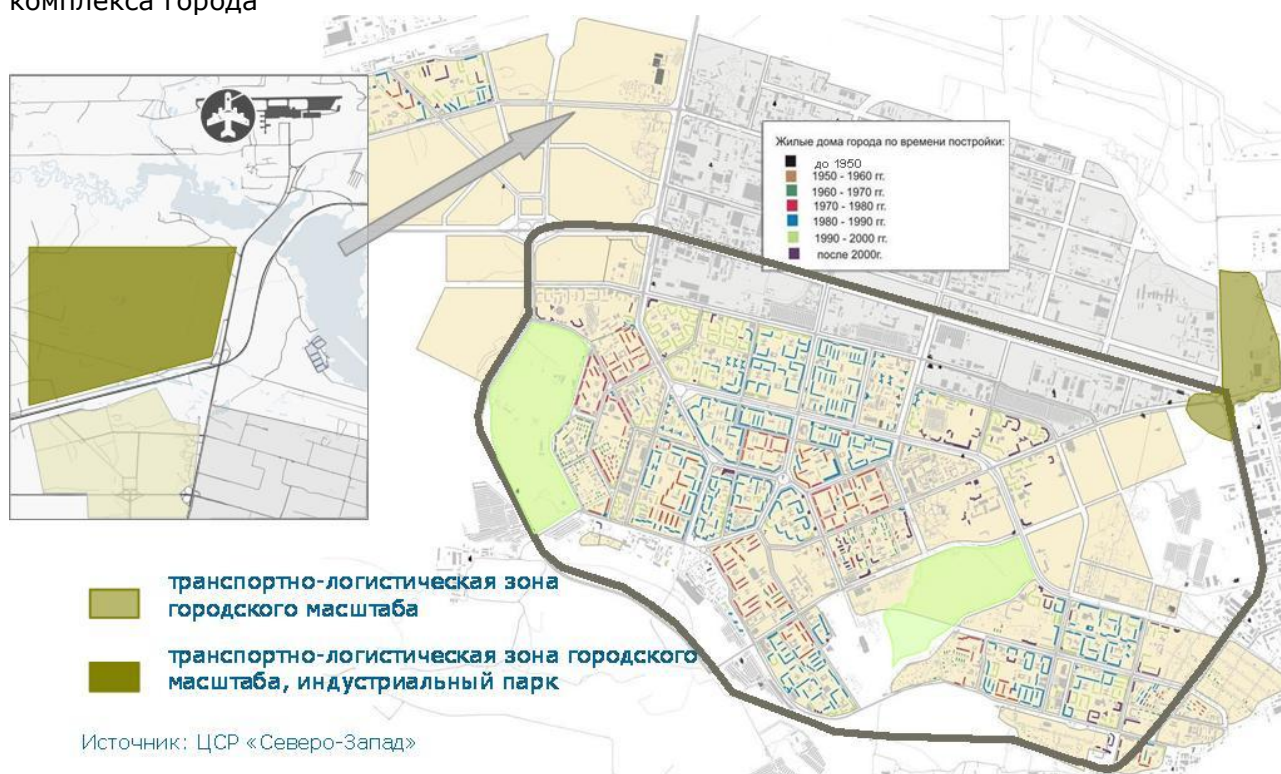 комплекса города
Жилые дома города по времени постройки:
до 1950
1950 - 1960 гг.
1960 - 1970 гг.
1970 - 1980 гг.
1980 - 1990 гг.
1990 - 2000 гг.
после 2000г.
транспортно-логистическая зона
городского масштаба
транспортно-логистическая зона городского
масштаба, индустриальный парк
Источник: ЦСР «Северо-Запад»